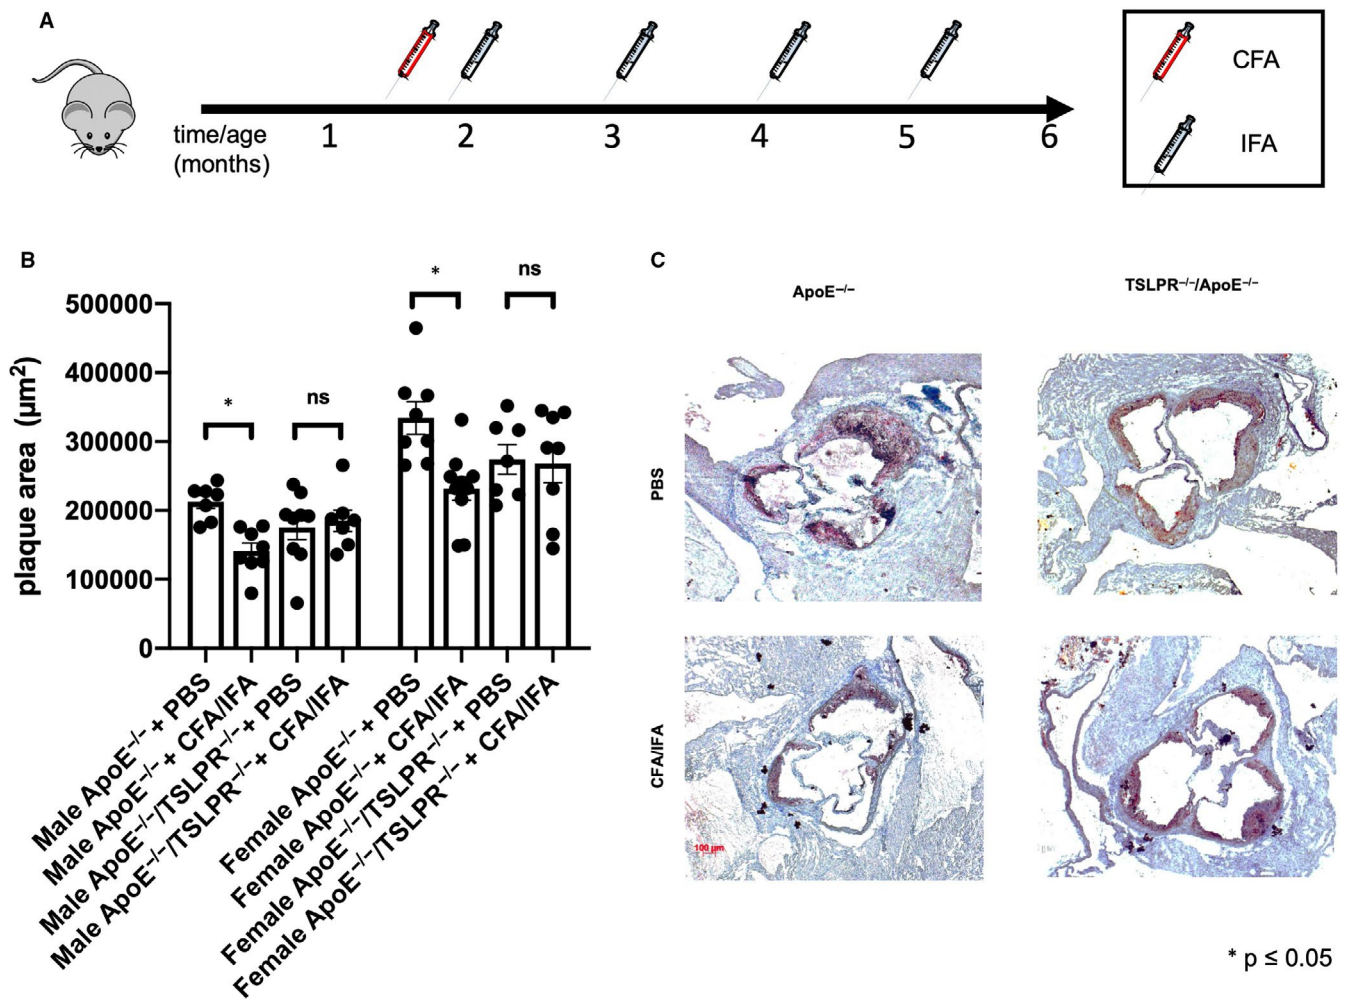 A
time/age
(months)
1 2 3 4 5 6
CFA
IFA
B
plaque area (µm²)
500000
400000
300000
200000
100000
0
* ns * ns
Male ApoE⁻/⁻ + PBS
Male ApoE⁻/⁻ + CFA/IFA
Male ApoE⁻/⁻/TSLPR⁻/⁻ + PBS
Male ApoE⁻/⁻/TSLPR⁻/⁻ + CFA/IFA
Female ApoE⁻/⁻ + PBS
Female ApoE⁻/⁻ + CFA/IFA
Female ApoE⁻/⁻/TSLPR⁻/⁻ + PBS
Female ApoE⁻/⁻/TSLPR⁻/⁻ + CFA/IFA
C
ApoE⁻/⁻
TSLPR⁻/⁻/ApoE⁻/⁻
PBS
CFA/IFA
100 µm
* p ≤ 0.05